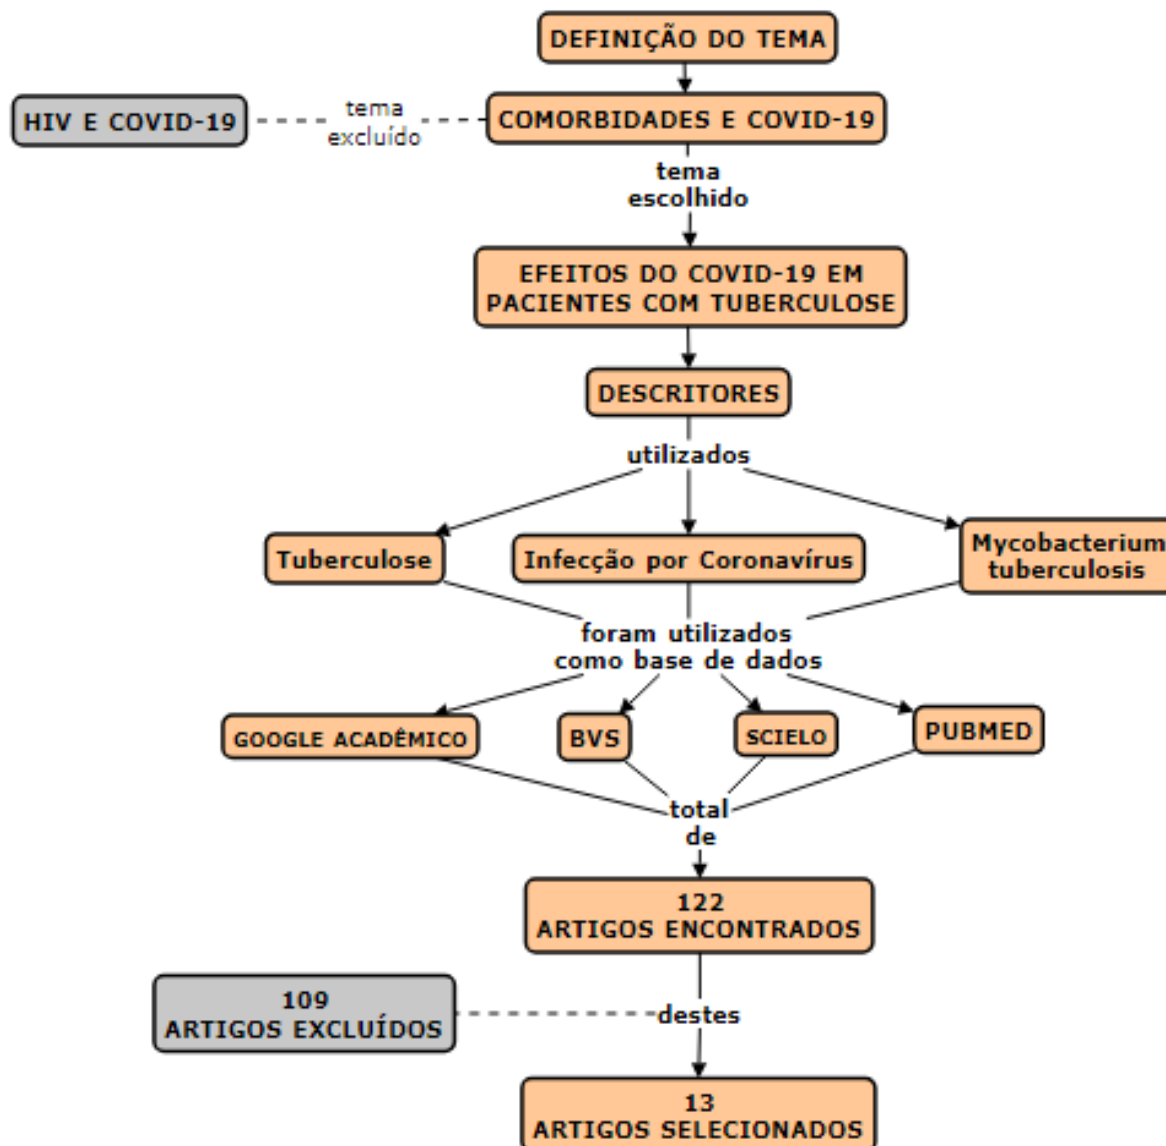 DEFINIÇÃO DO TEMA
HIV E COVID-19
tema
excluído
COMORBIDADES E COVID-19
tema
escolhido
EFEITOS DO COVID-19 EM
PACIENTES COM TUBERCULOSE
DESCRITORES
utilizados
Tuberculose
Infecção por Coronavírus
Mycobacterium
tuberculosis
foram utilizados
como base de dados
GOOGLE ACADÊMICO
BVS
SCIELO
PUBMED
total
de
122
ARTIGOS ENCONTRADOS
109
ARTIGOS EXCLUÍDOS
destes
13
ARTIGOS SELECIONADOS